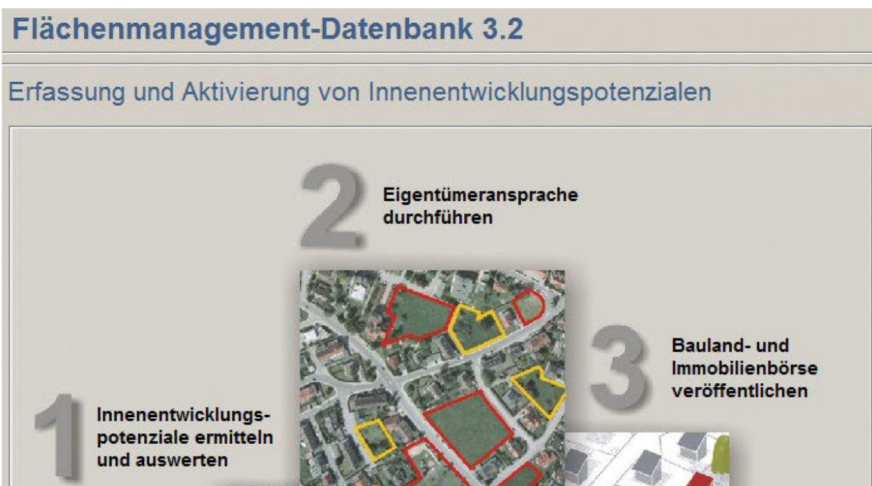 Flächenmanagement-Datenbank 3.2
Erfassung und Aktivierung von Innenentwicklungspotenzialen
2
Eigentümeransprache
durchführen
3
Bauland- und
Immobilienbörse
veröffentlichen
1
Innenentwicklungs-
potenziale ermitteln
und auswerten